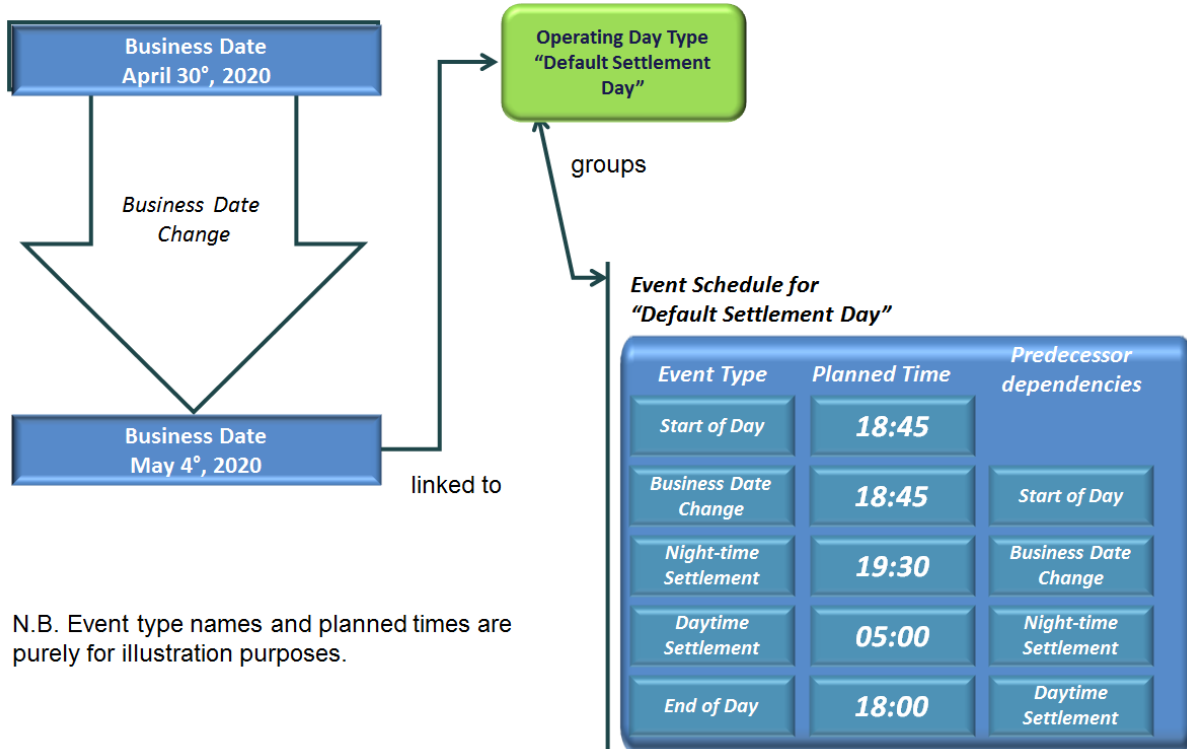 Business Date
April 30°, 2020
Operating Day Type
“Default Settlement
Day”
groups
Business Date
Change
Event Schedule for
“Default Settlement Day”
Event Type
Planned Time
Predecessor
dependencies
Start of Day
18:45
Business Date
Change
18:45
Start of Day
Night-time
Settlement
19:30
Business Date
Change
Daytime
Settlement
05:00
Night-time
Settlement
End of Day
18:00
Daytime
Settlement
Business Date
May 4°, 2020
linked to
N.B. Event type names and planned times are
purely for illustration purposes.